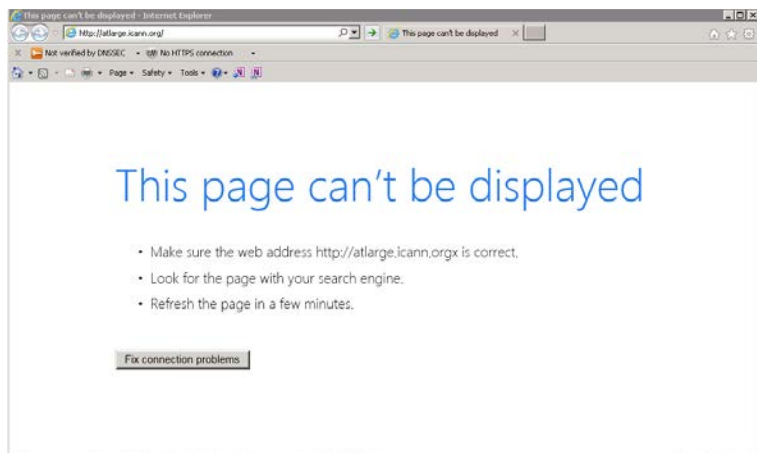 This page can't be displayed - Internet Explorer
http://atlarge.icann.org/
This page can't be displayed
Not verified by DNSSEC
No HTTPS connection
Page
Safety
Tools
This page can't be displayed
• Make sure the web address http://atlarge.icann.orgx is correct.
• Look for the page with your search engine.
• Refresh the page in a few minutes.
Fix connection problems